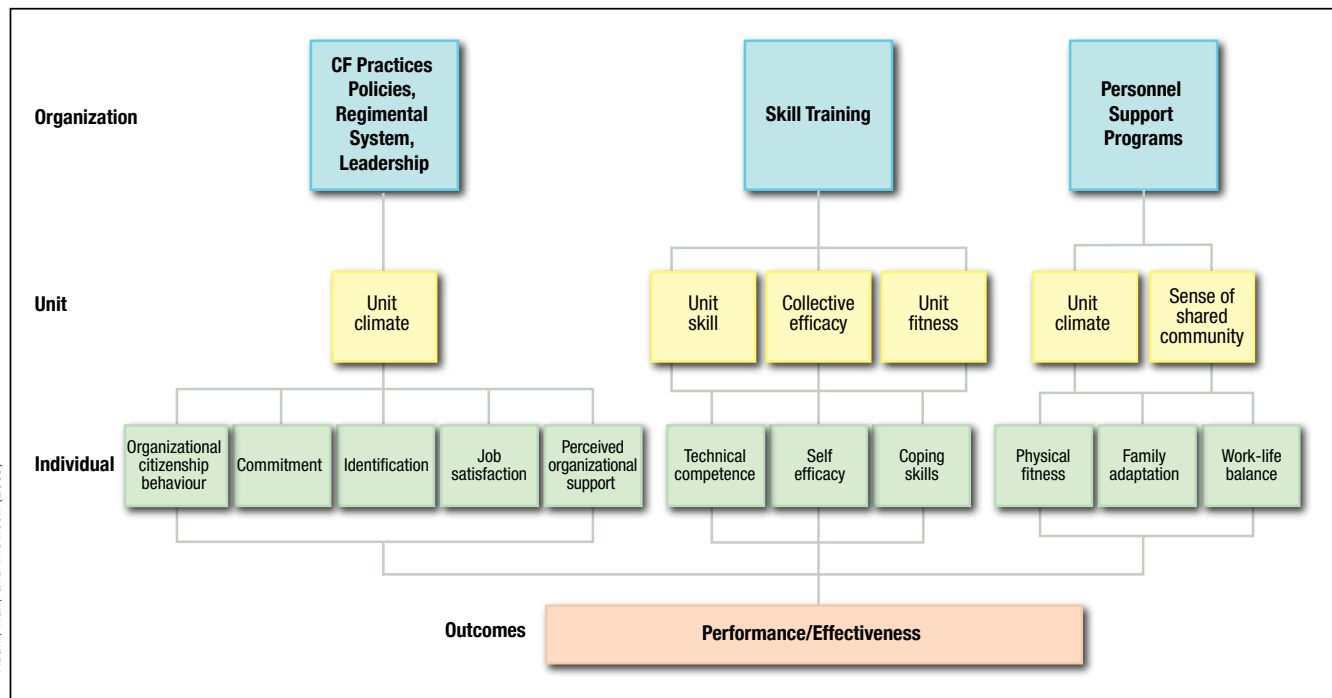 CF Practices
Policies,
Regimental
System,
Leadership
Skill Training
Personnel
Support
Programs
Organization
Unit
Unit
climate
Unit
skill
Collective
efficacy
Unit
fitness
Unit
climate
Sense of
shared
community
Individual
Organizational
citizenship
behaviour
Commitment
Identification
Job
satisfaction
Perceived
organizational
support
Technical
competence
Self
efficacy
Coping
skills
Physical
fitness
Family
adaptation
Work-life
balance
Outcomes
Performance/Effectiveness